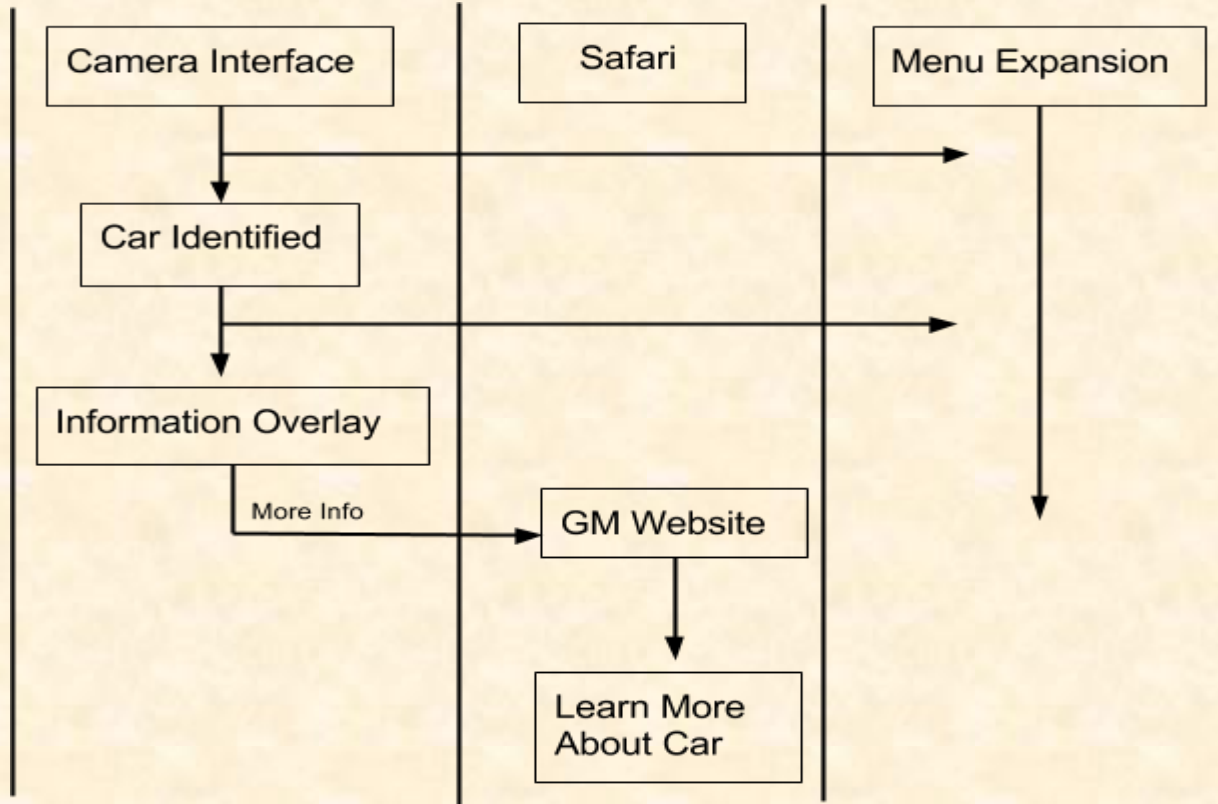 Camera Interface
Safari
Menu Expansion
Car Identified
Information Overlay
More Info
GM Website
Learn More
About Car